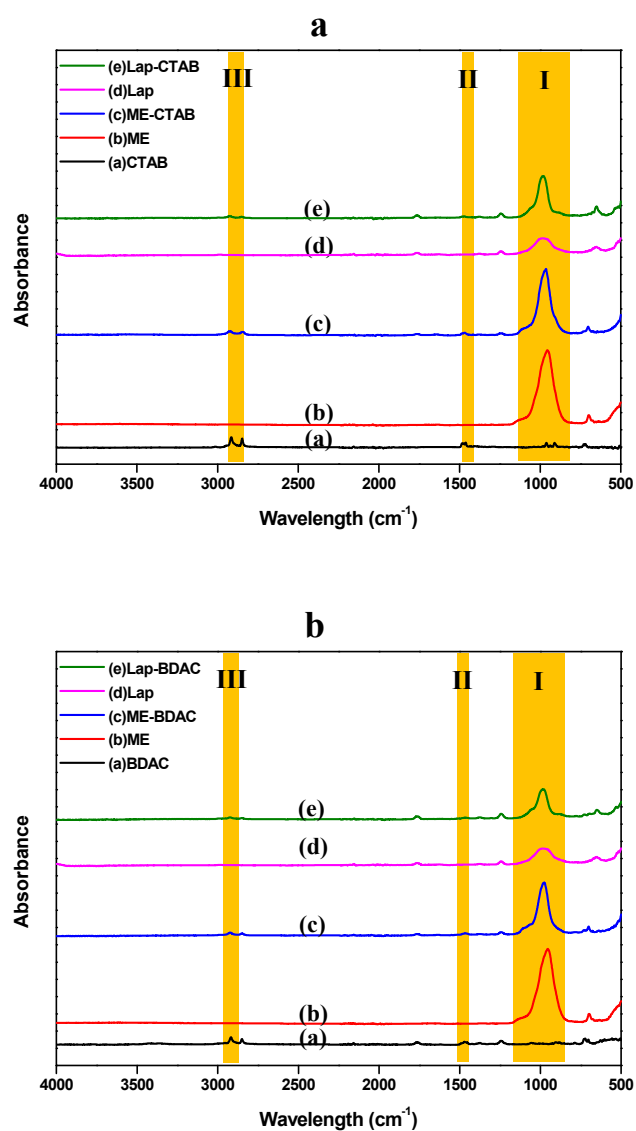 a
(e)Lap-CTAB
(d)Lap
(c)ME-CTAB
(b)ME
(a)CTAB
III
II
I
(e)
(d)
(c)
(b)
(a)
Absorbance
4000 3500 3000 2500 2000 1500 1000 500
Wavelength (cm-1)
b
(e)Lap-BDAC
(d)Lap
(c)ME-BDAC
(b)ME
(a)BDAC
III
II
I
(e)
(d)
(c)
(b)
(a)
Absorbance
4000 3500 3000 2500 2000 1500 1000 500
Wavelength (cm-1)